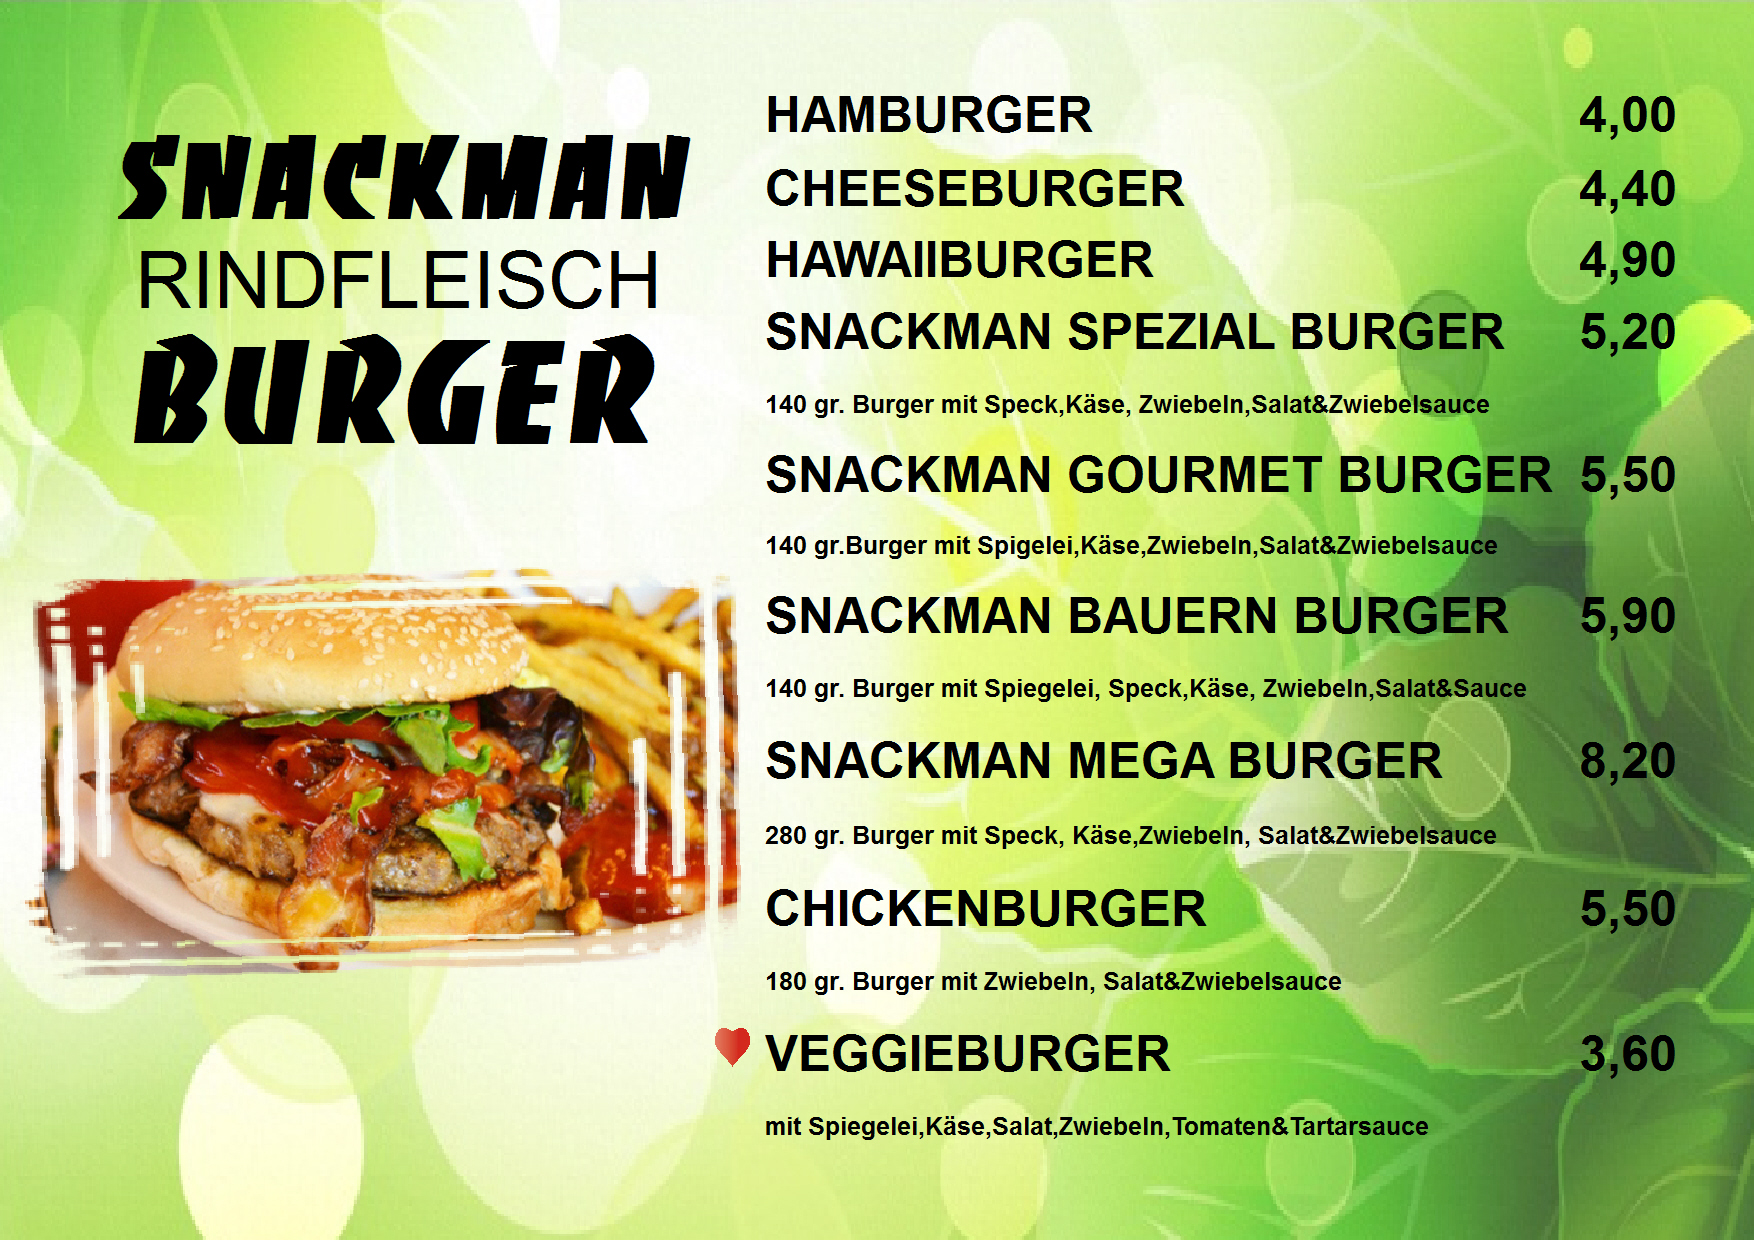 SNACKMAN
RINDFLEISCH
BURGER
HAMBURGER 4,00
CHEESEBURGER 4,40
HAWAIIBURGER 4,90
SNACKMAN SPEZIAL BURGER 5,20
140 gr. Burger mit Speck,Käse, Zwiebeln,Salat&Zwiebelsauce
SNACKMAN GOURMET BURGER 5,50
140 gr.Burger mit Spigelei,Käse,Zwiebeln,Salat&Zwiebelsauce
SNACKMAN BAUERN BURGER 5,90
140 gr. Burger mit Spiegelei, Speck,Käse, Zwiebeln,Salat&Sauce
SNACKMAN MEGA BURGER 8,20
280 gr. Burger mit Speck, Käse,Zwiebeln, Salat&Zwiebelsauce
CHICKENBURGER 5,50
180 gr. Burger mit Zwiebeln, Salat&Zwiebelsauce
VEGGIEBURGER 3,60
mit Spiegelei,Käse,Salat,Zwiebeln,Tomaten&Tartarsauce